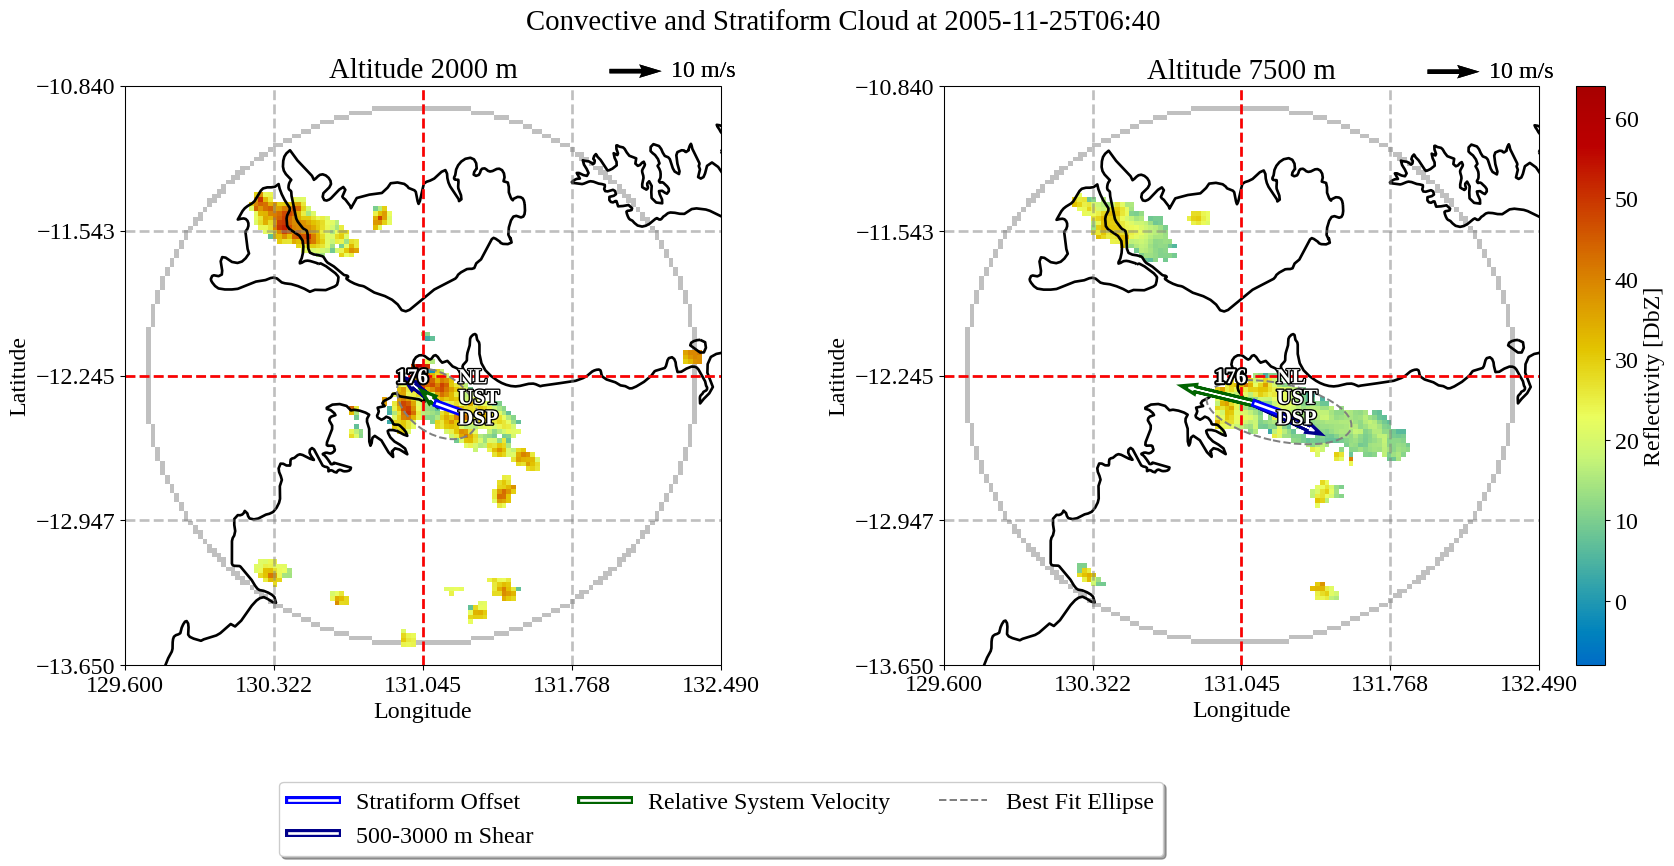 Convective and Stratiform Cloud at 2005-11-25T06:40
Altitude 2000 m
10 m/s
Altitude 7500 m
10 m/s
−10.840
−11.543
−12.245
−12.947
−13.650
Latitude
129.600
130.322
131.045
131.768
132.490
Longitude
176
NL
UST
DSP
−10.840
−11.543
−12.245
−12.947
−13.650
Latitude
129.600
130.322
131.045
131.768
132.490
Longitude
176
NL
UST
DSP
60
50
40
30
20
10
0
Reflectivity [DbZ]
Stratiform Offset
500-3000 m Shear
Relative System Velocity
Best Fit Ellipse